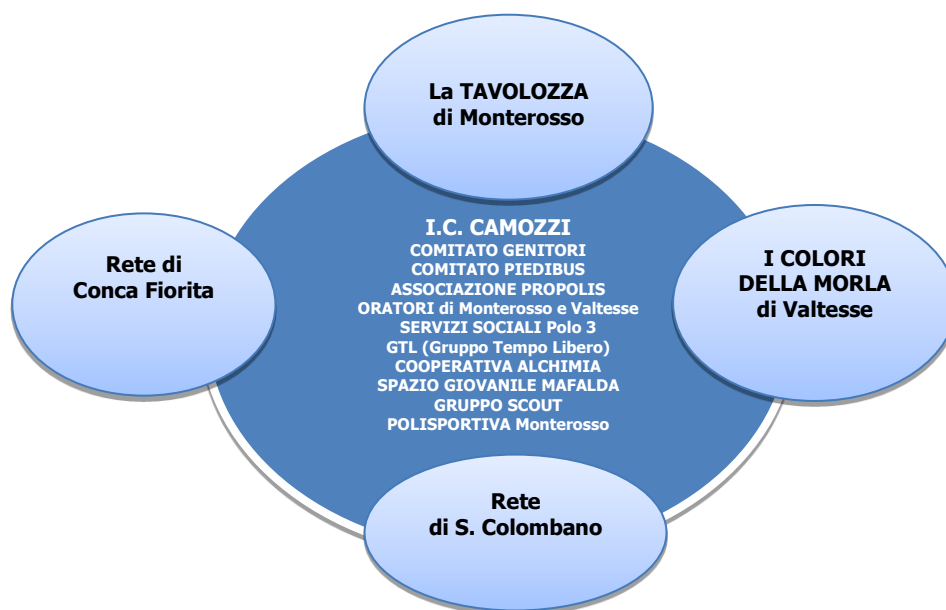 La TAVOLOZZA
di Monterosso
I.C. CAMOZZI
COMITATO GENITORI
COMITATO PIEDIBUS
ASSOCIAZIONE PROPOLIS
ORATORI di Monterosso e Valtesse
SERVIZI SOCIALI Polo 3
GTL (Gruppo Tempo Libero)
COOPERATIVA ALCHIMIA
SPAZIO GIOVANILE MAFALDA
GRUPPO SCOUT
POLISPORTIVA Monterosso
Rete di
Conca Fiorita
I COLORI
DELLA MORLA
di Valtesse
Rete
di S. Colombano